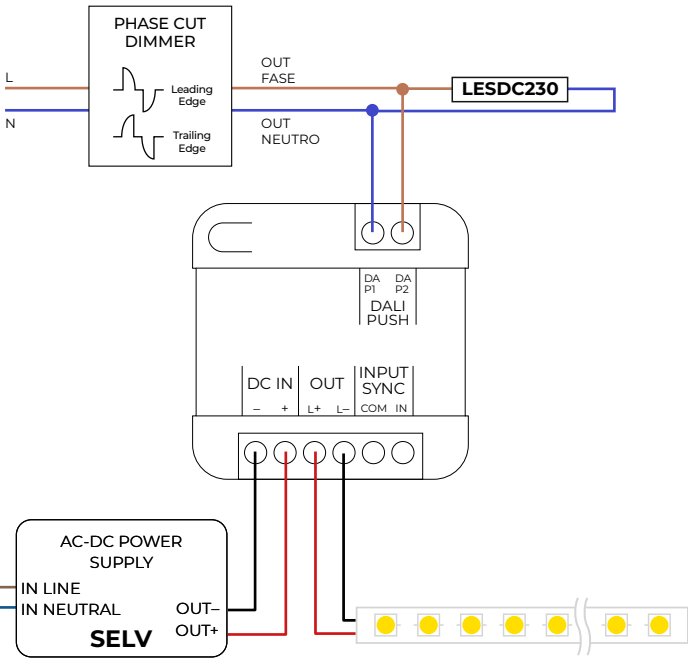 PHASE CUT
DIMMER
L
N
Leading
Edge
Trailing
Edge
OUT
FASE
OUT
NEUTRO
LESDC230
DA DA
P1 P2
DALI
PUSH
DC IN
OUT
INPUT
SYNC
– +
L+ L–
COM IN
AC-DC POWER
SUPPLY
IN LINE
IN NEUTRAL
OUT–
OUT+
SELV